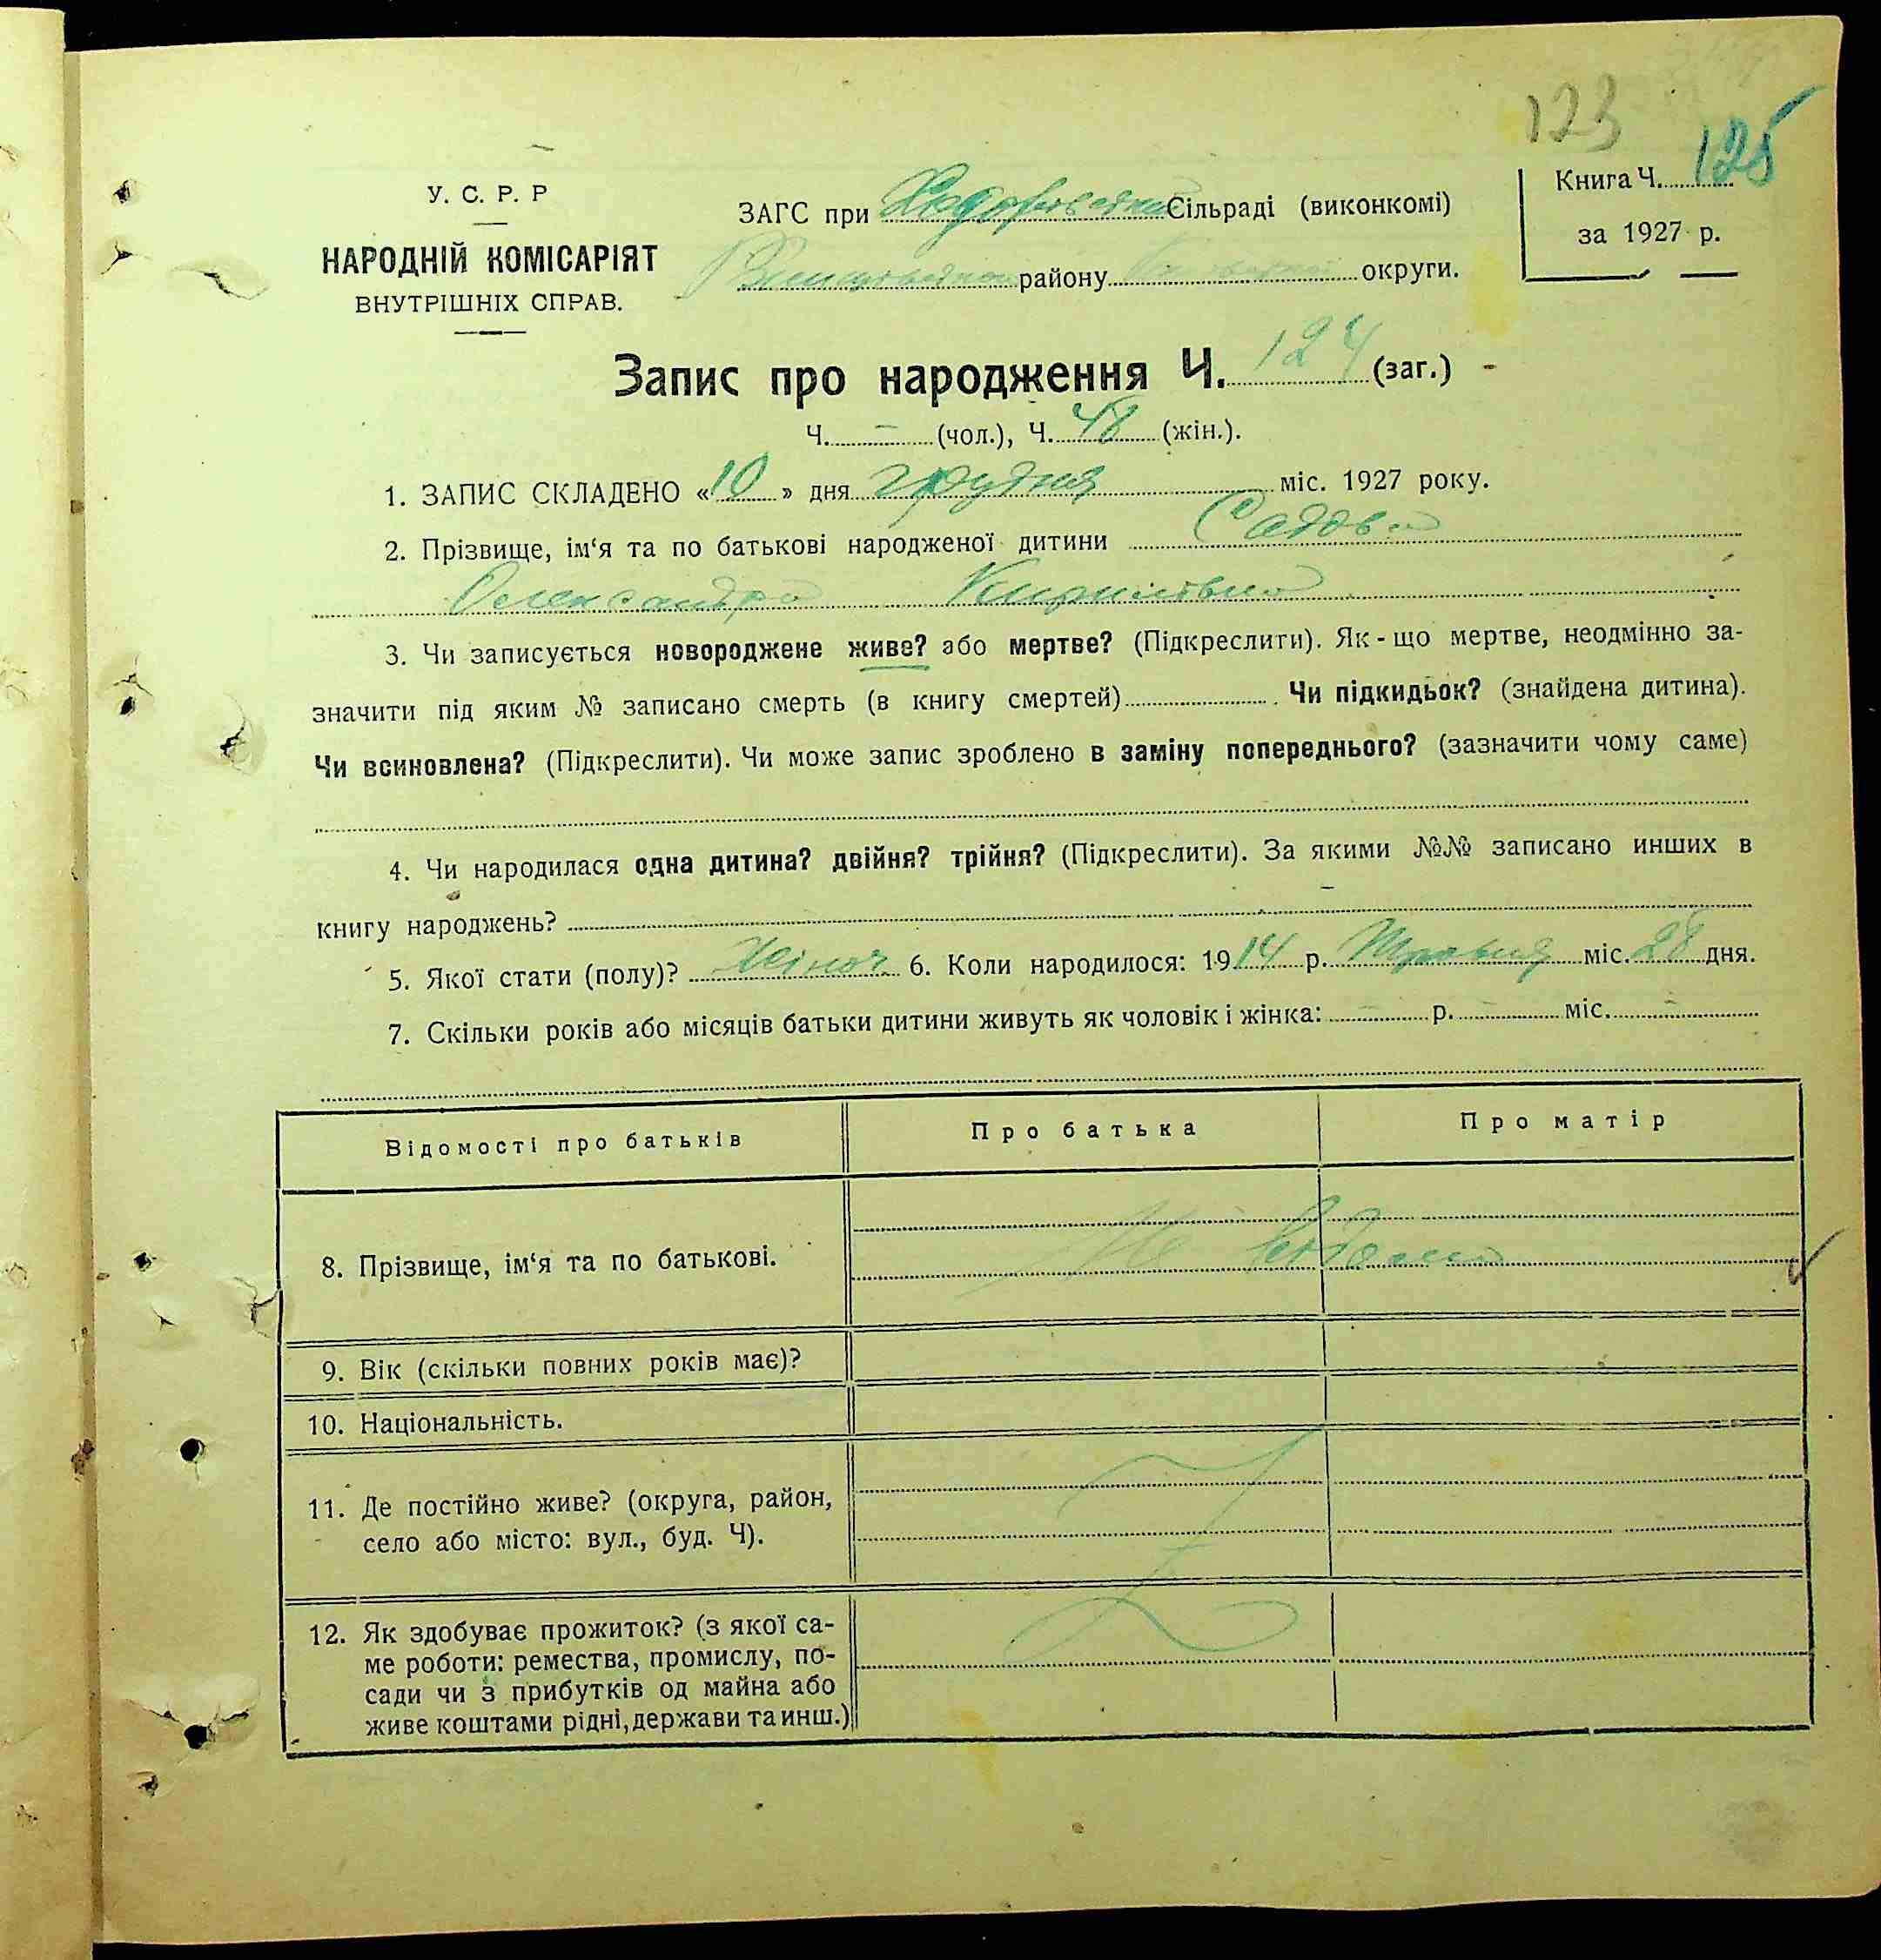 123 125
У. С. Р. Р
НАРОДНІЙ КОМІСАРІЯТ
ВНУТРІШНІХ СПРАВ.
ЗАГС при Сільраді (виконкомі)
району округи.
Книга Ч.
за 1927 р.
Запис про народження Ч. 124 (заг.)
Ч. – (чол.), Ч. 48 (жін.).
1. ЗАПИС СКЛАДЕНО «10» дня грудня міс. 1927 року.
2. Прізвище, ім‘я та по батькові народженої дитини Садова
Олександра Кирилівна
3. Чи записується новороджене живе? або мертве? (Підкреслити). Як-що мертве, неодмінно за-
значити під яким № записано смерть (в книгу смертей). Чи підкидьок? (знайдена дитина).
Чи всиновлена? (Підкреслити). Чи може запис зроблено в заміну попереднього? (зазначити чому саме)
4. Чи народилася одна дитина? двійня? трійня? (Підкреслити). За якими №№ записано инших в
книгу народжень?
5. Якої стати (полу)? Жіноч. 6. Коли народилося: 1914 р. Травня міс. 28 дня.
7. Скільки років або місяців батьки дитини живуть як чоловік і жінка: – р. – міс. –
Відомості про батьків Про батька Про матір
8. Прізвище, ім‘я та по батькові. Не відомо
9. Вік (скільки повних років має)?
10. Національність.
11. Де постійно живе? (округа, район,
село або місто: вул., буд. Ч).
12. Як здобуває прожиток? (з якої са-
ме роботи: ремества, промислу, по-
сади чи з прибутків од майна або
живе коштами рідні, держави та инш.)